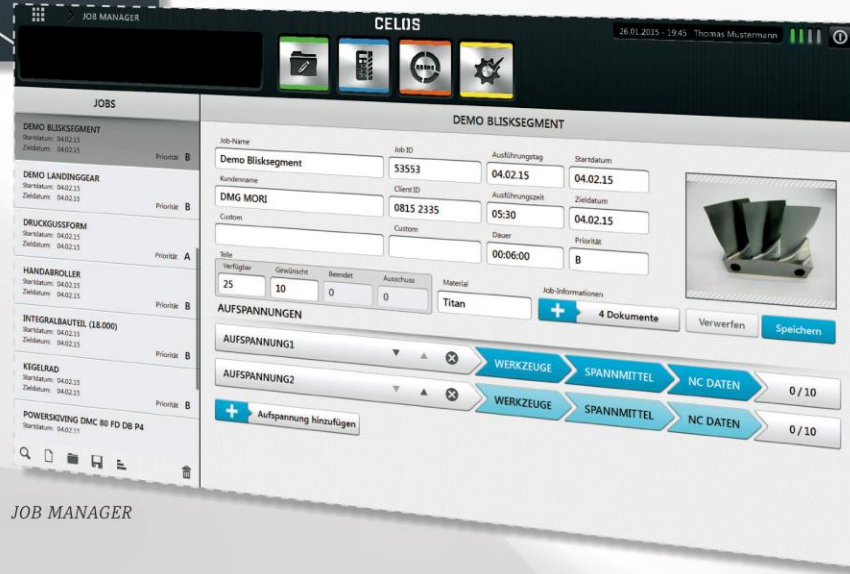 JOB MANAGER
CELOS
26.01.2015 - 19:45 Thomas Mustermann
JOBS
DEMO BLISKSEGMENT
Startdatum: 04.02.15
Zieldatum: 04.02.15
Priorität B
DEMO LANDINGGEAR
Startdatum: 04.02.15
Zieldatum: 04.02.15
Priorität B
DRUCKGUSSFORM
Startdatum: 04.02.15
Zieldatum: 04.02.15
Priorität A
HANDABROLLER
Startdatum: 04.02.15
Zieldatum: 04.02.15
Priorität B
INTEGRALBAUTEIL (18.000)
Startdatum: 04.02.15
Zieldatum: 04.02.15
Priorität B
KEGELRAD
Startdatum: 04.02.15
Zieldatum: 04.02.15
Priorität B
POWERSKIVING DMC 80 FD DB P4
Startdatum: 04.02.15
DEMO BLISKSEGMENT
Job-Name Job ID Ausführungstag Startdatum
Demo Blisksegment 53553 04.02.15 04.02.15
Kundenname Client ID Ausführungszeit Zieldatum
DMG MORI 0815 2335 05:30 04.02.15
Custom Custom Dauer Priorität
00:06:00 B
Teile
Verfügbar Gewünscht Beendet Ausschuss Material Job-Informationen
25 10 0 0 Titan + 4 Dokumente Verwerfen Speichern
AUFSPANNUNGEN
AUFSPANNUNG1 WERKZEUGE SPANNMITTEL NC DATEN 0/10
AUFSPANNUNG2 WERKZEUGE SPANNMITTEL NC DATEN 0/10
+ Aufspannung hinzufügen
JOB MANAGER